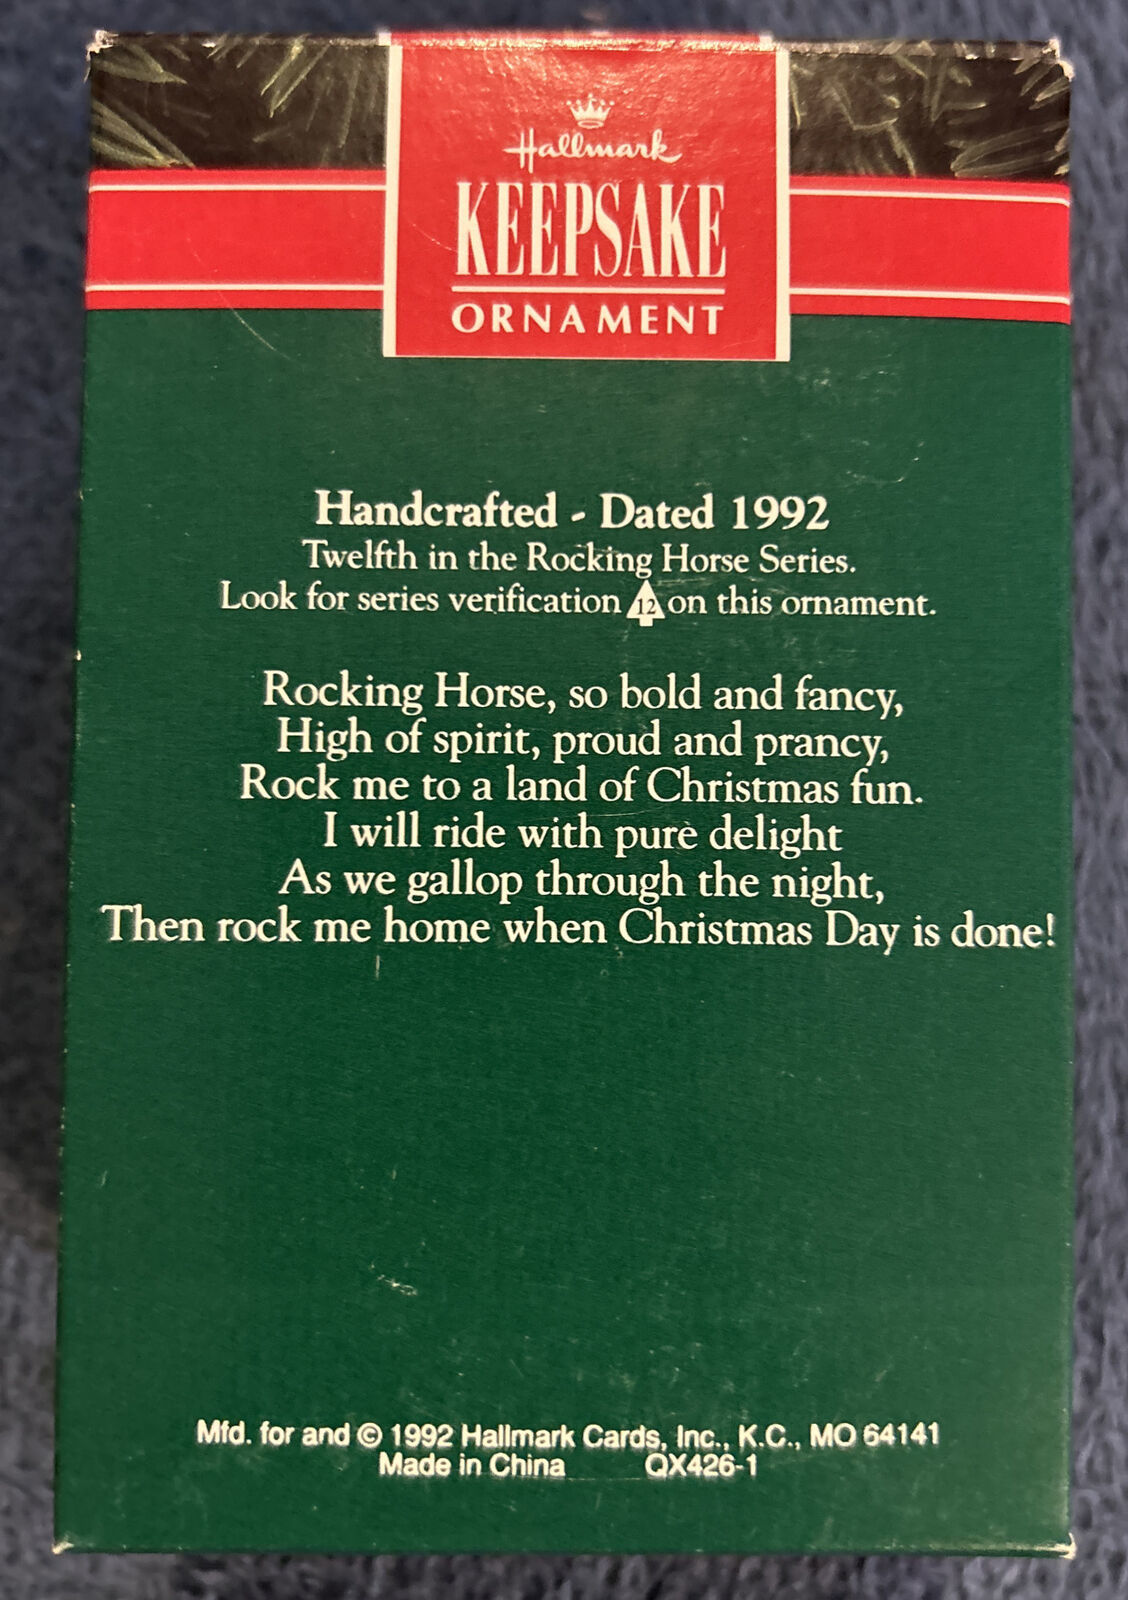 Hallmark
KEEPSAKE
ORNAMENT
Handcrafted - Dated 1992
Twelfth in the Rocking Horse Series.
Look for series verification 12 on this ornament.
Rocking Horse, so bold and fancy,
High of spirit, proud and prancy,
Rock me to a land of Christmas fun.
I will ride with pure delight
As we gallop through the night,
Then rock me home when Christmas Day is done!
Mfd. for and © 1992 Hallmark Cards, Inc., K.C., MO 64141
Made in China QX426-1